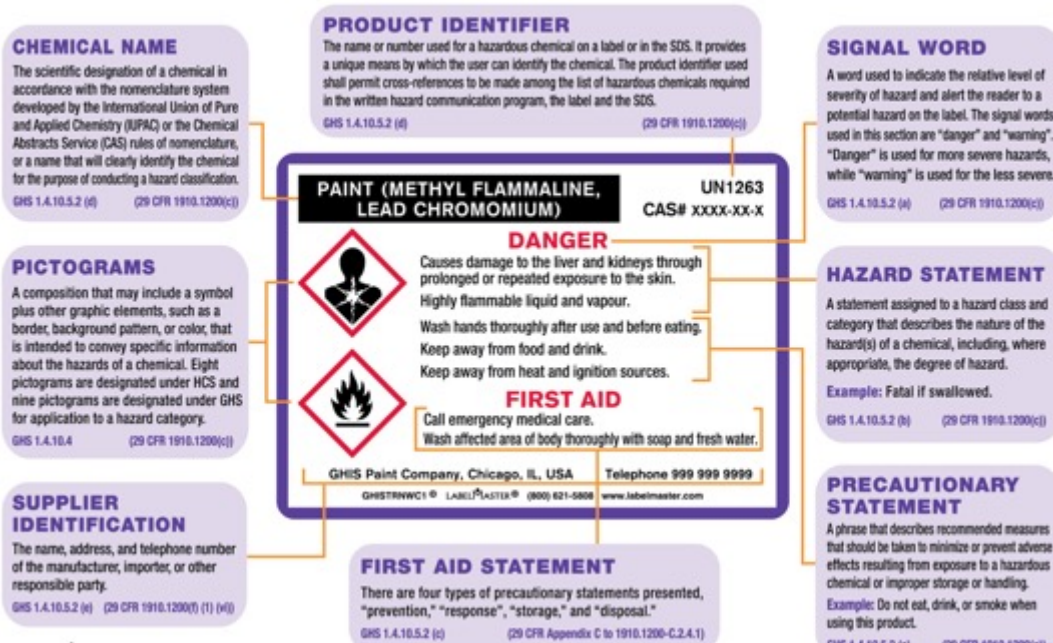 CHEMICAL NAME
The scientific designation of a chemical in
accordance with the nomenclature system
developed by the International Union of Pure
and Applied Chemistry (IUPAC) or the Chemical
Abstracts Service (CAS) rules of nomenclature,
or a name that will clearly identify the chemical
for the purpose of conducting a hazard classification.
GHS 1.4.10.5.2 (d) (29 CFR 1910.1200(c))
PRODUCT IDENTIFIER
The name or number used for a hazardous chemical on a label or in the SDS. It provides
a unique means by which the user can identify the chemical. The product identifier used
shall permit cross-references to be made among the list of hazardous chemicals required
in the written hazard communication program, the label and the SDS.
GHS 1.4.10.5.2 (d) (29 CFR 1910.1200(c))
SIGNAL WORD
A word used to indicate the relative level of
severity of hazard and alert the reader to a
potential hazard on the label. The signal words
used in this section are "danger" and "warning".
"Danger" is used for more severe hazards,
while "warning" is used for the less severe.
GHS 1.4.10.5.2 (a) (29 CFR 1910.1200(c))
PAINT (METHYL FLAMMALINE,
LEAD CHROMOMIUM)
UN1263
CAS# XXXX-XX-X
DANGER
Causes damage to the liver and kidneys through
prolonged or repeated exposure to the skin.
Highly flammable liquid and vapour.
Wash hands thoroughly after use and before eating.
Keep away from food and drink.
Keep away from heat and ignition sources.
FIRST AID
Call emergency medical care.
Wash affected area of body thoroughly with soap and fresh water.
GHIS Paint Company, Chicago, IL, USA Telephone 999 999 9999
GHISTRNWC1 © LABELMASTER ® (800) 621-5808 www.labelmaster.com
PICTOGRAMS
A composition that may include a symbol
plus other graphic elements, such as a
border, background pattern, or color, that
is intended to convey specific information
about the hazards of a chemical. Eight
pictograms are designated under HCS and
nine pictograms are designated under GHS
for application to a hazard category.
GHS 1.4.10.4 (29 CFR 1910.1200(c))
HAZARD STATEMENT
A statement assigned to a hazard class and
category that describes the nature of the
hazard(s) of a chemical, including, where
appropriate, the degree of hazard.
Example: Fatal if swallowed.
GHS 1.4.10.5.2 (b) (29 CFR 1910.1200(c))
SUPPLIER
IDENTIFICATION
The name, address, and telephone number
of the manufacturer, importer, or other
responsible party.
GHS 1.4.10.5.2 (e) (29 CFR 1910.1200(f) (1) (vi))
FIRST AID STATEMENT
There are four types of precautionary statements presented,
"prevention," "response", "storage," and "disposal."
GHS 1.4.10.5.2 (c) (29 CFR Appendix C to 1910.1200-C.2.4.1)
PRECAUTIONARY
STATEMENT
A phrase that describes recommended measures
that should be taken to minimize or prevent adverse
effects resulting from exposure to a hazardous
chemical or improper storage or handling.
Example: Do not eat, drink, or smoke when
using this product.